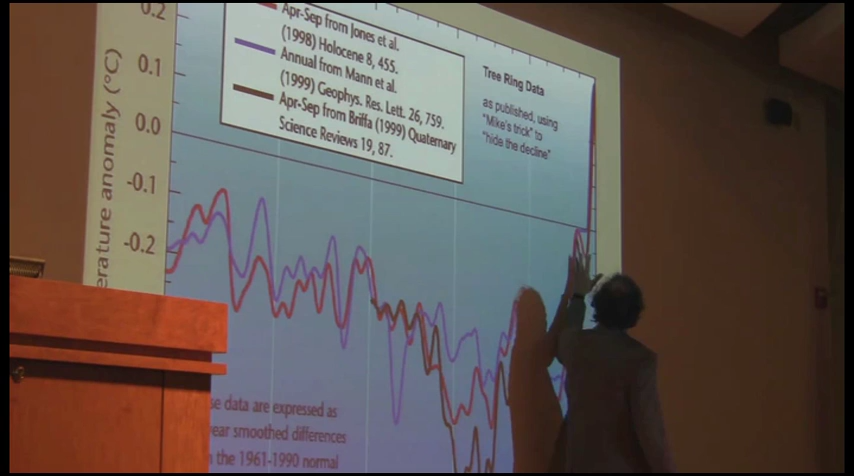 0.2
0.1
0.0
-0.1
-0.2
erature anomaly (°C)
Apr-Sep from Jones et al.
(1998) Holocene 8, 455.
Annual from Mann et al.
(1999) Geophys. Res. Lett. 26, 759.
Apr-Sep from Briffa (1999) Quaternary
Science Reviews 19, 87.
Tree Ring Data
as published, using
"Mike's trick" to
"hide the decline"
se data are expressed as
ear smoothed differences
the 1961-1990 normal